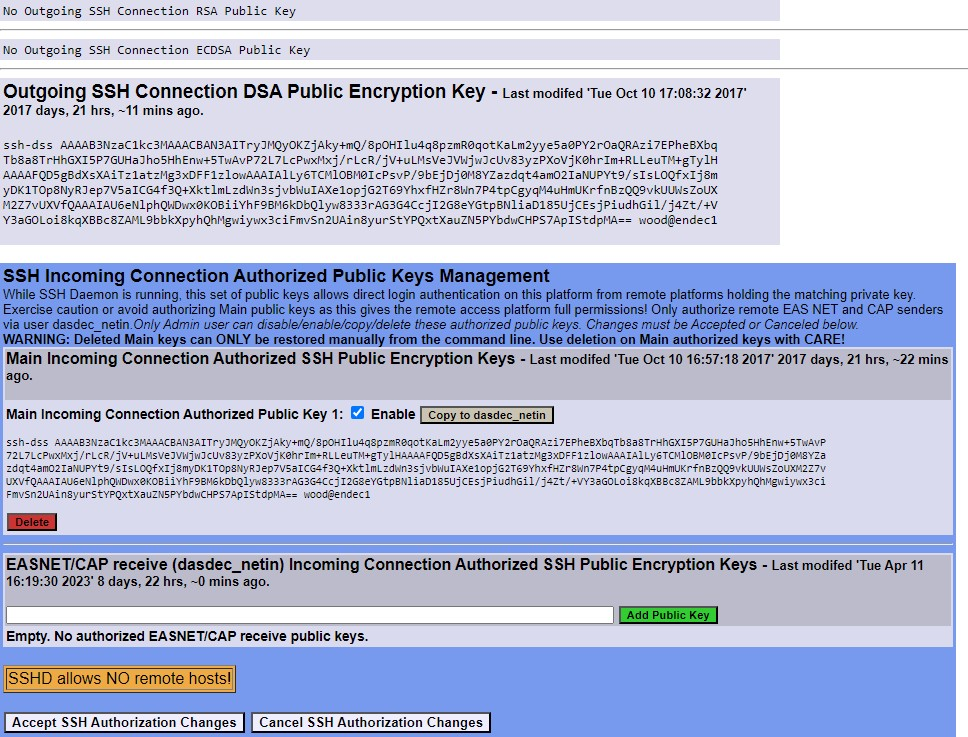 No Outgoing SSH Connection RSA Public Key
No Outgoing SSH Connection ECDSA Public Key
Outgoing SSH Connection DSA Public Encryption Key - Last modifed 'Tue Oct 10 17:08:32 2017'
2017 days, 21 hrs, ~11 mins ago.
ssh-dss AAAAB3NzaC1kc3MAAACBAN3AITryJMQyOKZjAky+mQ/8pOHIlu4q8pzmR0qotKaLm2yye5a0PY2rOaQRAzi7EPheBXbq
Tb8a8TrHhGXI5P7GUHaJho5HhEnw+5TwAvP72L7LcPwxMxj/rLcR/jV+uLMsVeJVWjwJcUv83yzPXoVjK0hrIm+RLLeuTM+gTylH
AAAAFQD5gBdXsXAiTz1atzMg3xDFF1zlowAAAIAlLy6TCMlOBM0IcPsvP/9bEjDj0M8YZazdqt4amO2IaNUPYt9/sIsLOQfxIj8m
yDK1TOp8NyRJep7V5aICG4f3Q+XktlmLzdWn3sjvbWuIAXe1opjG2T69YhxfHZr8Wn7P4tpCgyqM4uHmUKrfnBzQQ9vkUUWsZoUX
M2Z7vUXVfQAAAIAU6eNlphQWDwx0KOBiiYhF9BM6kDbQlyw8333rAG3G4CcjI2G8eYGtpBNliaD185UjCEsjPiudhGil/j4Zt/+V
Y3aGOLoi8kqXBBc8ZAML9bbkXpyhQhMgwiywx3ciFmvSn2UAin8yurStYPQxtXauZN5PYbdwCHPS7ApIStdpMA== wood@endec1
SSH Incoming Connection Authorized Public Keys Management
While SSH Daemon is running, this set of public keys allows direct login authentication on this platform from remote platforms holding the matching private key.
Exercise caution or avoid authorizing Main public keys as this gives the remote access platform full permissions! Only authorize remote EAS NET and CAP senders
via user dasdec_netin.Only Admin user can disable/enable/copy/delete these authorized public keys. Changes must be Accepted or Canceled below.
WARNING: Deleted Main keys can ONLY be restored manually from the command line. Use deletion on Main authorized keys with CARE!
Main Incoming Connection Authorized SSH Public Encryption Keys - Last modifed 'Tue Oct 10 16:57:18 2017' 2017 days, 21 hrs, ~22 mins
ago.
Main Incoming Connection Authorized Public Key 1: Enable Copy to dasdec_netin
ssh-dss AAAAB3NzaC1kc3MAAACBAN3AITryJMQyOKZjAky+mQ/8pOHIlu4q8pzmR0qotKaLm2yye5a0PY2rOaQRAzi7EPheBXbqTb8a8TrHhGXI5P7GUHaJho5HhEnw+5TwAvP
72L7LcPwxMxj/rLcR/jV+uLMsVeJVWjwJcUv83yzPXoVjK0hrIm+RLLeuTM+gTylHAAAAFQD5gBdXsXAiTz1atzMg3xDFF1zlowAAAIAlLy6TCMlOBM0IcPsvP/9bEjDj0M8YZa
zdqt4amO2IaNUPYt9/sIsLOQfxIj8myDK1TOp8NyRJep7V5aICG4f3Q+XktlmLzdWn3sjvbWuIAXe1opjG2T69YhxfHZr8Wn7P4tpCgyqM4uHmUKrfnBzQQ9vkUUWsZoUXM2Z7v
UXVfQAAAIAU6eNlphQWDwx0KOBiiYhF9BM6kDbQlyw8333rAG3G4CcjI2G8eYGtpBNliaD185UjCEsjPiudhGil/j4Zt/+VY3aGOLoi8kqXBBc8ZAML9bbkXpyhQhMgwiywx3ci
FmvSn2UAin8yurStYPQxtXauZN5PYbdwCHPS7ApIStdpMA== wood@endec1
Delete
EASNET/CAP receive (dasdec_netin) Incoming Connection Authorized SSH Public Encryption Keys - Last modifed 'Tue Apr 11
16:19:30 2023' 8 days, 22 hrs, ~0 mins ago.
Add Public Key
Empty. No authorized EASNET/CAP receive public keys.
SSHD allows NO remote hosts!
Accept SSH Authorization Changes Cancel SSH Authorization Changes